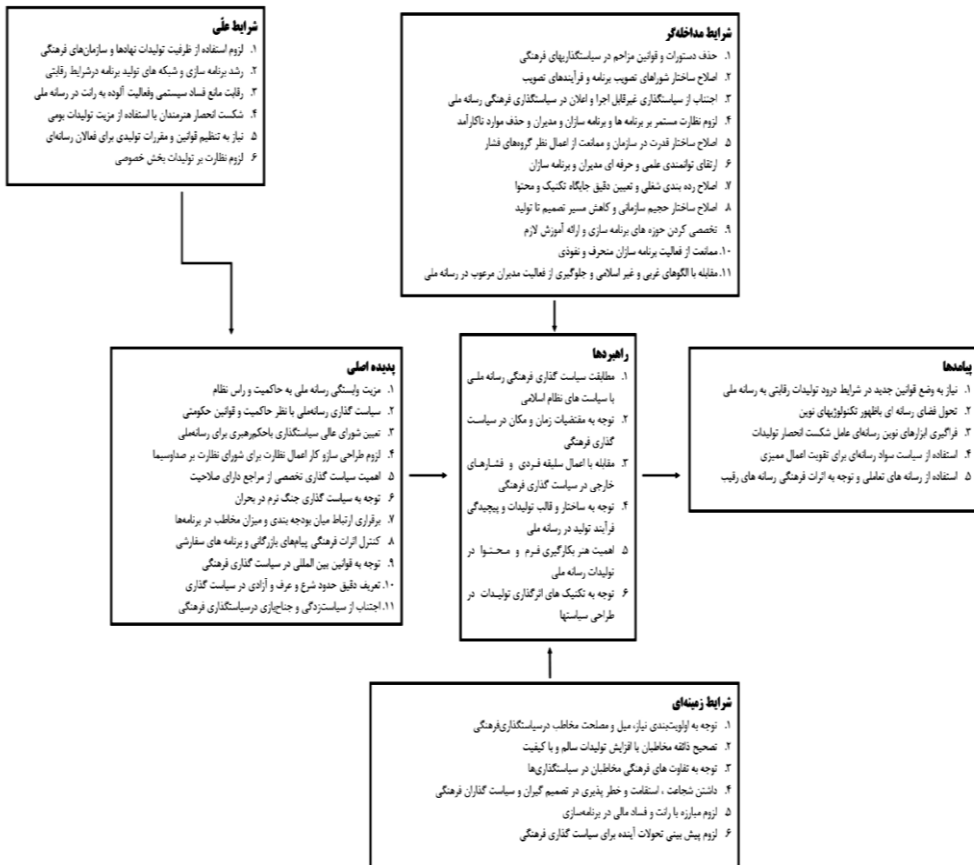 شرایط علّی
۱. لزوم استفاده از ظرفیت تولیدات نهادها و سازمان‌های فرهنگی
۲. رشد برنامه سازی و شبکه های تولید برنامه درشرایط رقابتی
۳. رقابت مانع فساد سیستمی وفعالیت آلوده به رانت در رسانه ملی
۴. شکست انحصار هنرمندان با استفاده از مزیت تولیدات بومی
۵. نیاز به تنظیم قوانین و مقررات تولیدی برای فعالان رسانه‌ای
۶. لزوم نظارت بر تولیدات بخش خصوصی
شرایط مداخله‌گر
۱. حذف دستورات و قوانین مزاحم در سیاستگذاریهای فرهنگی
۲. اصلاح ساختار شوراهای تصویب برنامه و فرآیندهای تصویب
۳. اجتناب از سیاستگذاری غیرقابل اجرا و اعلان در سیاستگذاری فرهنگی رسانه ملی
۴. لزوم نظارت مستمر بر برنامه ها و برنامه سازان و مدیران و حذف موارد ناکارآمد
۵. اصلاح ساختار قدرت در سازمان و ممانعت از اعمال نظر گروه‌های فشار
۶. ارتقای توانمندی علمی و حرفه ای مدیران و برنامه سازان
۷. اصلاح رده بندی شغلی و تعیین دقیق جایگاه تکنیک و محتوا
۸. اصلاح ساختار حجیم سازمانی و کاهش مسیر تصمیم تا تولید
۹. تخصصی کردن حوزه های برنامه سازی و ارائه آموزش لازم
۱۰. ممانعت از فعالیت برنامه سازان منحرف و نفوذی
۱۱. مقابله با الگوهای غربی و غیر اسلامی و جلوگیری از فعالیت مدیران مرعوب در رسانه ملی
پدیده اصلی
۱. مزیت وابستگی رسانه ملی به حاکمیت و راس نظام
۲. سیاست گذاری رسانه‌ملی با نظر حاکمیت و قوانین حکومتی
۳. تعیین شورای عالی سیاستگذاری باحکم‌رهبری برای رسانه‌ملی
۴. لزوم طراحی سازو کار اعمال نظارت برای شورای نظارت بر صداوسیما
۵. اهمیت سیاست گذاری تخصصی از مراجع دارای صلاحیت
۶. توجه به سیاست گذاری جنگ نرم در بحران
۷. برقراری ارتباط میان بودجه بندی و میزان مخاطب در برنامه‌ها
۸. کنترل اثرات فرهنگی پیام‌های بازرگانی و برنامه های سفارشی
۹. توجه به قوانین بین المللی در سیاست گذاری فرهنگی
۱۰. تعریف دقیق حدود شرع و عرف و آزادی در سیاست گذاری
۱۱. اجتناب از سیاست‌زدگی و جناح‌بازی درسیاستگذاری فرهنگی
راهبردها
۱. مطابقت سیاست گذاری فرهنگی رسانه ملی
با سیاست های نظام اسلامی
۲. توجه به مقتضیات زمان و مکان در سیاست
گذاری فرهنگی
۳. مقابله با اعمال سلیقه فردی و فشارهای
خارجی در سیاست گذاری فرهنگی
۴. توجه به ساختار و قالب تولیدات و پیچیدگی
فرآیند تولید در رسانه ملی
۵. اهمیت هنر بکارگیری فرم و محتوا در
تولیدات رسانه ملی
۶. توجه به تکنیک های اثرگذاری تولیدات در
طراحی سیاستها
پیامدها
۱. نیاز به وضع قوانین جدید در شرایط درود تولیدات رقابتی به رسانه ملی
۲. تحول فضای رسانه ای باظهور تکنولوژیهای نوین
۳. فراگیری ابزارهای نوین رسانه‌ای عامل شکست انحصار تولیدات
۴. استفاده از سیاست سواد رسانه‌ای برای تقویت اعمال ممیزی
۵. استفاده از رسانه های تعاملی و توجه به اثرات فرهنگی رسانه های رقیب
شرایط زمینه‌ای
۱. توجه به اولویت‌بندی نیاز، میل و مصلحت مخاطب درسیاستگذاری‌فرهنگی
۲. تصحیح ذائقه مخاطبان با افزایش تولیدات سالم و با کیفیت
۳. توجه به تفاوت های فرهنگی مخاطبان در سیاستگذاری‌ها
۴. داشتن شجاعت ، استقامت و خطر پذیری در تصمیم گیران و سیاست گذاران فرهنگی
۵. لزوم مبارزه با رانت و فساد مالی در برنامه‌سازی
۶. لزوم پیش بینی تحولات آینده برای سیاست گذاری فرهنگی